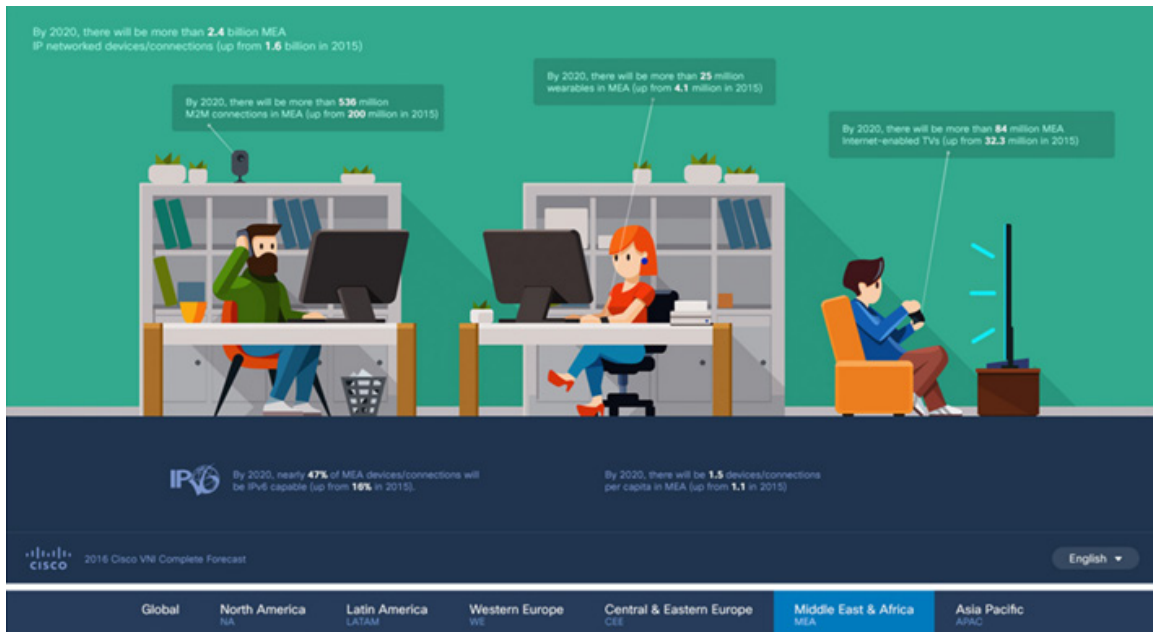 By 2020, there will be more than 2.4 billion MEA
IP networked devices/connections (up from 1.6 billion in 2015)
By 2020, there will be more than 25 million
wearables in MEA (up from 4.1 million in 2015)
By 2020, there will be more than 536 million
M2M connections in MEA (up from 200 million in 2015)
By 2020, there will be more than 84 million MEA
Internet-enabled TVs (up from 32.3 million in 2015)
IPv6
By 2020, nearly 47% of MEA devices/connections will
be IPv6 capable (up from 16% in 2015).
By 2020, there will be 1.5 devices/connections
per capita in MEA (up from 1.1 in 2015)
CISCO
2016 Cisco VNI Complete Forecast
English
Global
North America
NA
Latin America
LATAM
Western Europe
WE
Central & Eastern Europe
CEE
Middle East & Africa
MEA
Asia Pacific
APAC